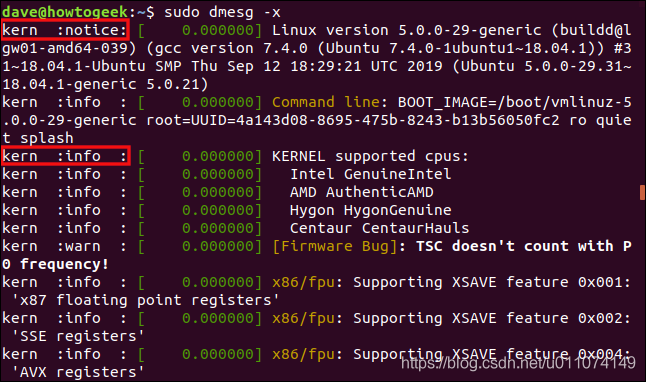 dave@howtogeek:~$ sudo dmesg -x
kern  :notice: [    0.000000] Linux version 5.0.0-29-generic (buildd@l
gw01-amd64-039) (gcc version 7.4.0 (Ubuntu 7.4.0-1ubuntu1~18.04.1)) #3
1~18.04.1-Ubuntu SMP Thu Sep 12 18:29:21 UTC 2019 (Ubuntu 5.0.0-29.31~
18.04.1-generic 5.0.21)
kern  :info  : [    0.000000] Command line: BOOT_IMAGE=/boot/vmlinuz-5
.0.0-29-generic root=UUID=4a143d08-8695-475b-8243-b13b56050fc2 ro quie
t splash
kern  :info  : [    0.000000] KERNEL supported cpus:
kern  :info  : [    0.000000]   Intel GenuineIntel
kern  :info  : [    0.000000]   AMD AuthenticAMD
kern  :info  : [    0.000000]   Hygon HygonGenuine
kern  :info  : [    0.000000]   Centaur CentaurHauls
kern  :warn  : [    0.000000] [Firmware Bug]: TSC doesn't count with P
0 frequency!
kern  :info  : [    0.000000] x86/fpu: Supporting XSAVE feature 0x001:
 'x87 floating point registers'
kern  :info  : [    0.000000] x86/fpu: Supporting XSAVE feature 0x002:
 'SSE registers'
kern  :info  : [    0.000000] x86/fpu: Supporting XSAVE feature 0x004:
 'AVX registers'
https://blog.csdn.net/u011074149